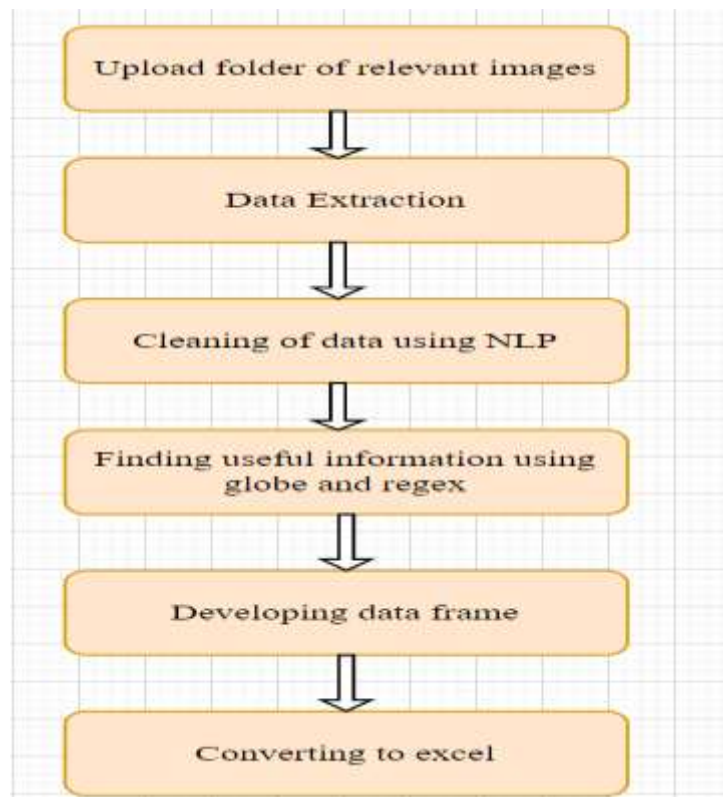 Upload folder of relevant images
Data Extraction
Cleaning of data using NLP
Finding useful information using
globe and regex
Developing data frame
Converting to excel